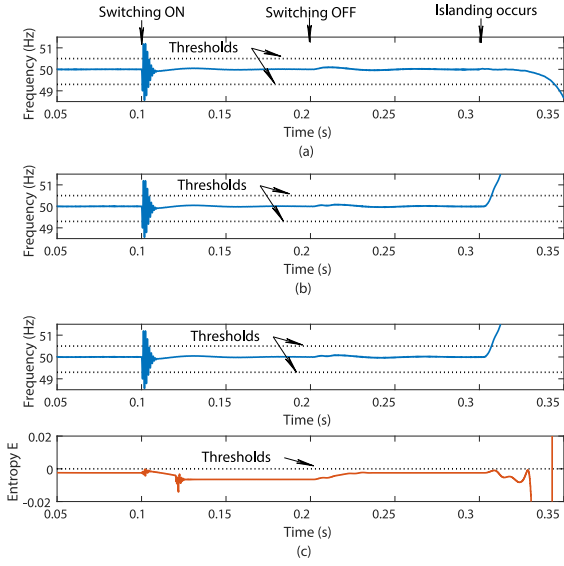 Switching ON Switching OFF Islanding occurs
Thresholds
Frequency (Hz)
51
50
49
0.05 0.1 0.15 0.2 0.25 0.3 0.35
Time (s)
(a)
Thresholds
Frequency (Hz)
51
50
49
0.05 0.1 0.15 0.2 0.25 0.3 0.35
Time (s)
(b)
Thresholds
Frequency (Hz)
51
50
49
0.05 0.1 0.15 0.2 0.25 0.3 0.35
Time (s)
Thresholds
Entropy E
0.02
0
-0.02
0.05 0.1 0.15 0.2 0.25 0.3 0.35
Time (s)
(c)